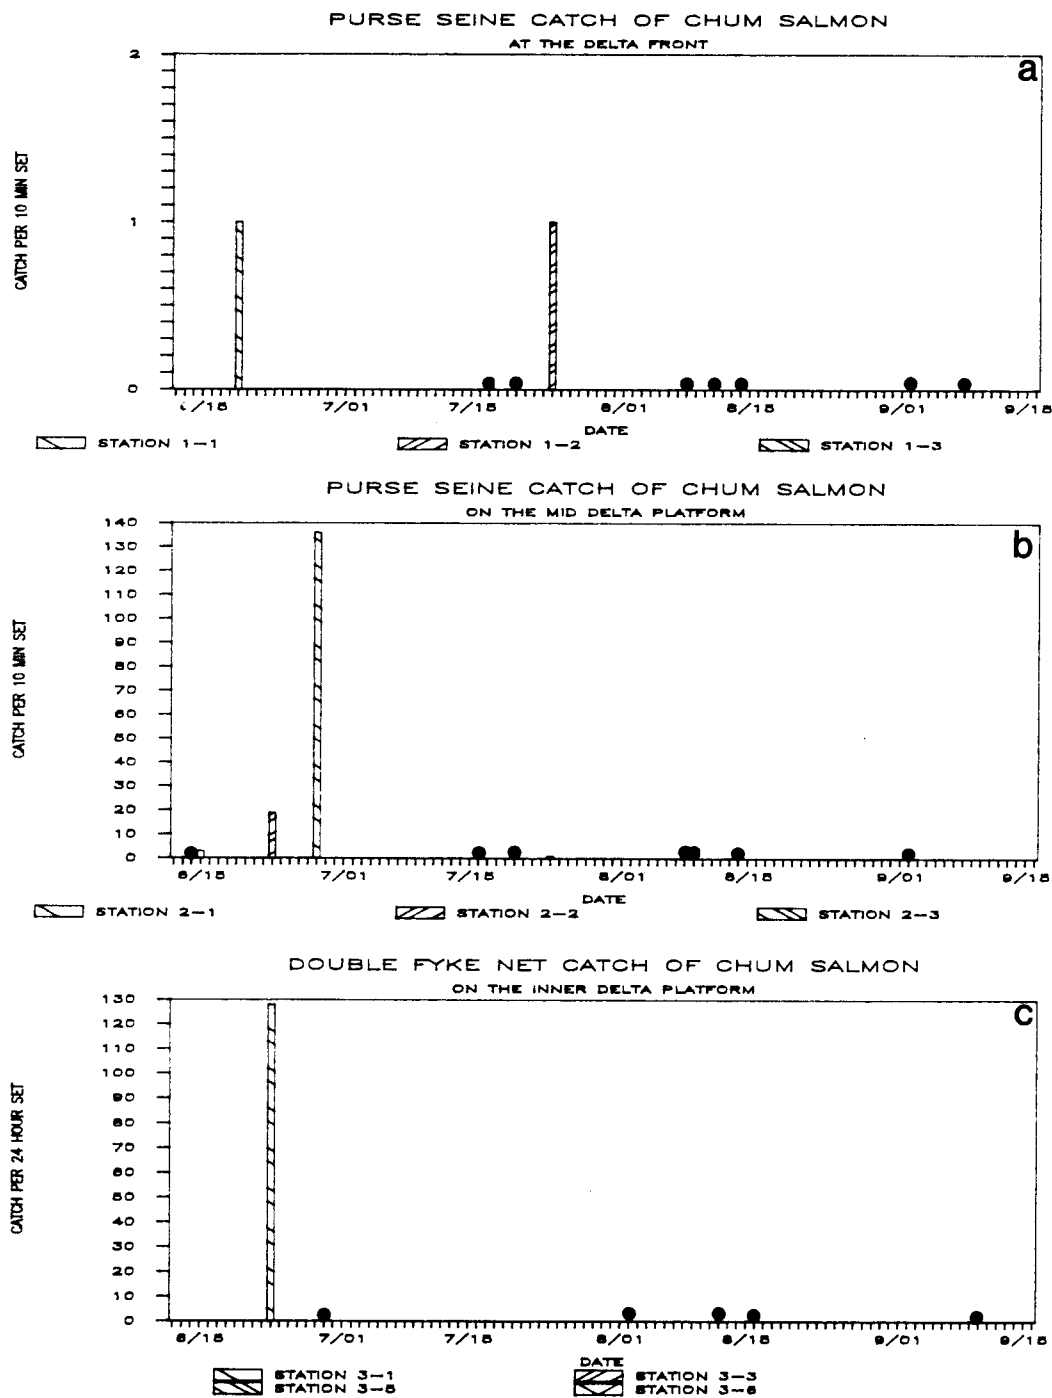 PURSE SEINE CATCH OF CHUM SALMON
AT THE DELTA FRONT
a
CATCH PER 10 MIN SET
2
1
0
6/15 7/01 7/15 8/01 8/15 9/01 9/15
DATE
STATION 1-1 STATION 1-2 STATION 1-3
PURSE SEINE CATCH OF CHUM SALMON
ON THE MID DELTA PLATFORM
b
CATCH PER 10 MIN SET
140
130
120
110
100
90
80
70
60
50
40
30
20
10
0
6/15 7/01 7/15 8/01 8/15 9/01 9/15
DATE
STATION 2-1 STATION 2-2 STATION 2-3
DOUBLE FYKE NET CATCH OF CHUM SALMON
ON THE INNER DELTA PLATFORM
c
CATCH PER 24 HOUR SET
130
120
110
100
90
80
70
60
50
40
30
20
10
0
6/15 7/01 7/15 8/01 8/15 9/01 9/15
DATE
STATION 3-1 STATION 3-3
STATION 3-5 STATION 3-6